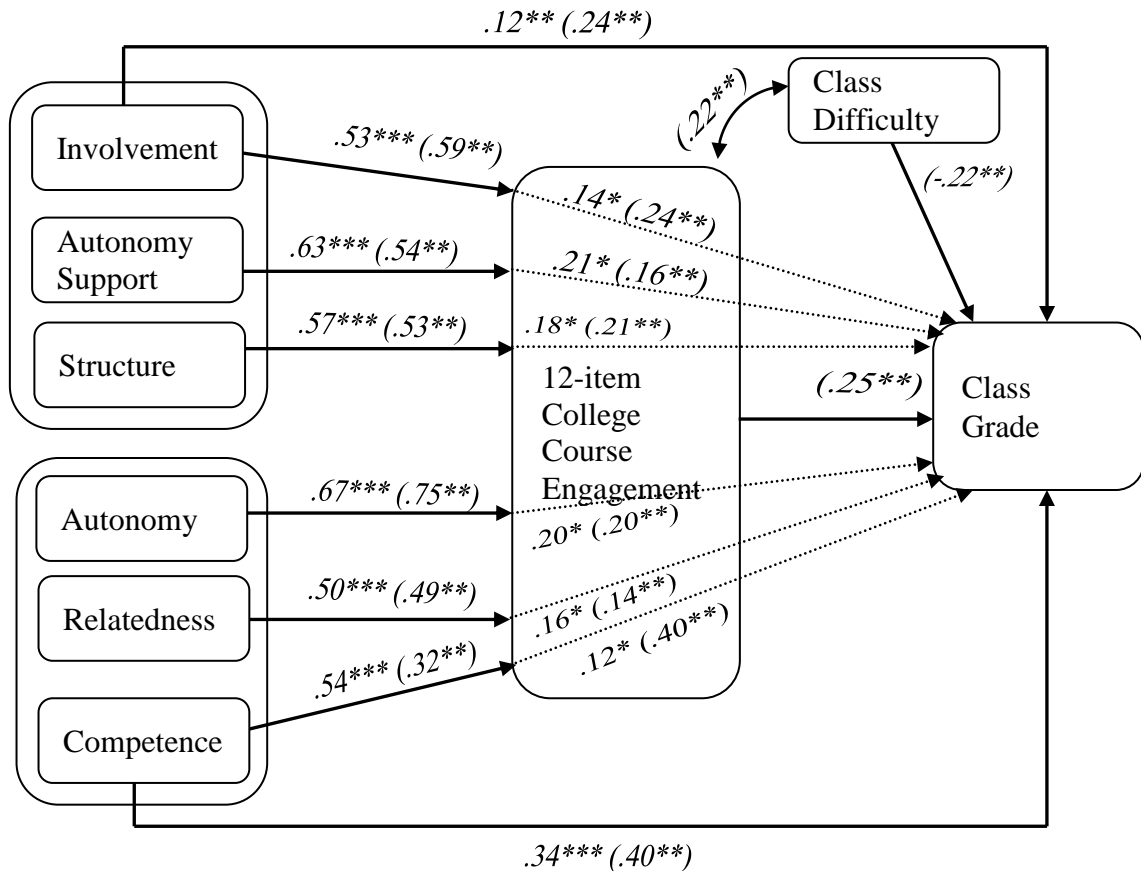 .12** (.24**)
Class
Difficulty
(.22**)
Involvement
.53*** (.59**)
(-.22**)
.14* (.24**)
Autonomy
Support
.63*** (.54**)
.21* (.16**)
Structure
.57*** (.53**)
.18* (.21**)
12-item
College
Course
Engagement
(.25**)
Class
Grade
Autonomy
.67*** (.75**)
.20* (.20**)
Relatedness
.50*** (.49**)
.16* (.14**)
.12* (.40**)
Competence
.54*** (.32**)
.34*** (.40**)